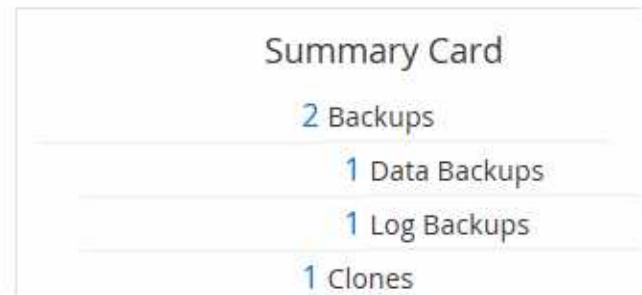 Summary Card
2 Backups
1 Data Backups
1 Log Backups
1 Clones